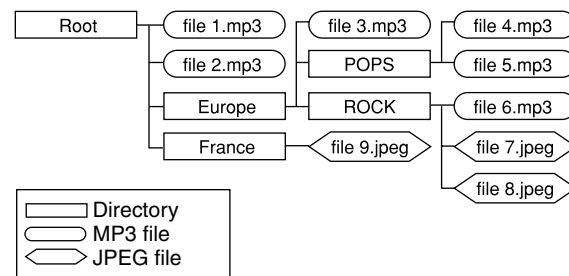 Root
file 1.mp3
file 3.mp3
file 4.mp3
file 2.mp3
POPS
file 5.mp3
Europe
ROCK
file 6.mp3
France
file 9.jpeg
file 7.jpeg
file 8.jpeg
Directory
MP3 file
JPEG file